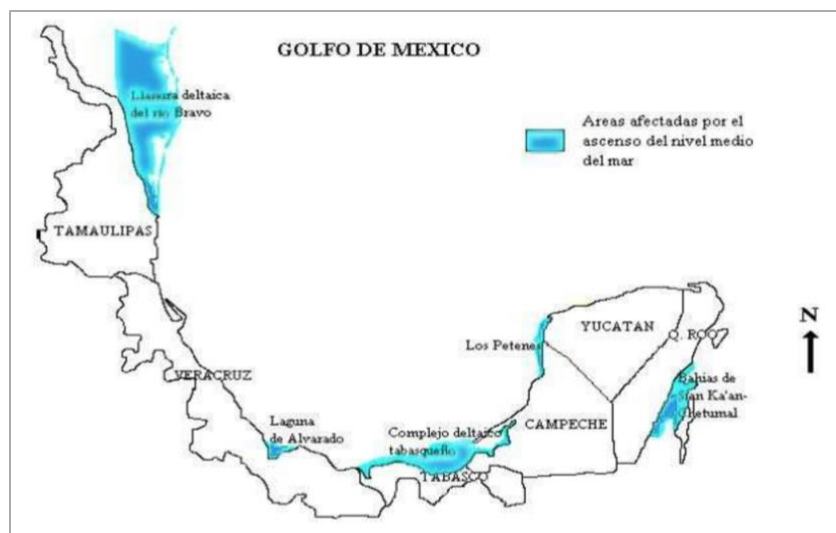 GOLFO DE MEXICO
Llanura deltaica
del río Bravo
Areas afectadas por el
ascenso del nivel medio
del mar
TAMAULIPAS
N
YUCATAN
Q. ROO
Los Petenes
VERACRUZ
Bahias de
Sian Ka'an-
Chetumal
Laguna
de Alvarado
Complejo deltaico
tabasqueño
CAMPECHE
TABASCO